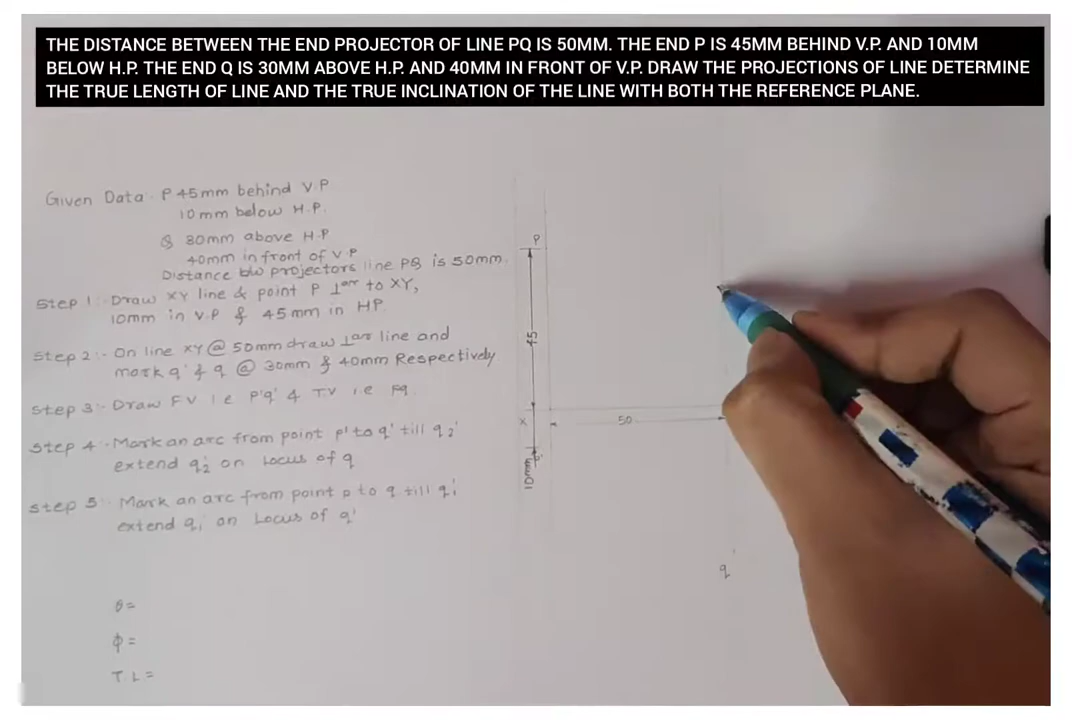 THE DISTANCE BETWEEN THE END PROJECTOR OF LINE PQ IS 50MM. THE END P IS 45MM BEHIND V.P. AND 10MM
BELOW H.P. THE END Q IS 30MM ABOVE H.P. AND 40MM IN FRONT OF V.P. DRAW THE PROJECTIONS OF LINE DETERMINE
THE TRUE LENGTH OF LINE AND THE TRUE INCLINATION OF THE LINE WITH BOTH THE REFERENCE PLANE.
Given Data - P 45mm behind V.P
10mm below H.P.
Q 30mm above H.P
40mm in front of V.P
Distance b/w projectors line PQ is 50mm.
Step 1:- Draw XY line & point P ⊥ar to XY,
10mm in V.P & 45mm in HP.
Step 2:- On line XY @ 50mm draw ⊥ar line and
mark q' & q @ 30mm & 40mm Respectively
Step 3:- Draw FV i.e p'q' & TV i.e pq.
Step 4 - Mark an arc from point p' to q' till q2'
extend q2' on Locus of q
Step 5:- Mark an arc from point p to q till q1'
extend q1 on Locus of q'
θ =
φ =
TL =
P
45
X
50
10mm
p'
q'